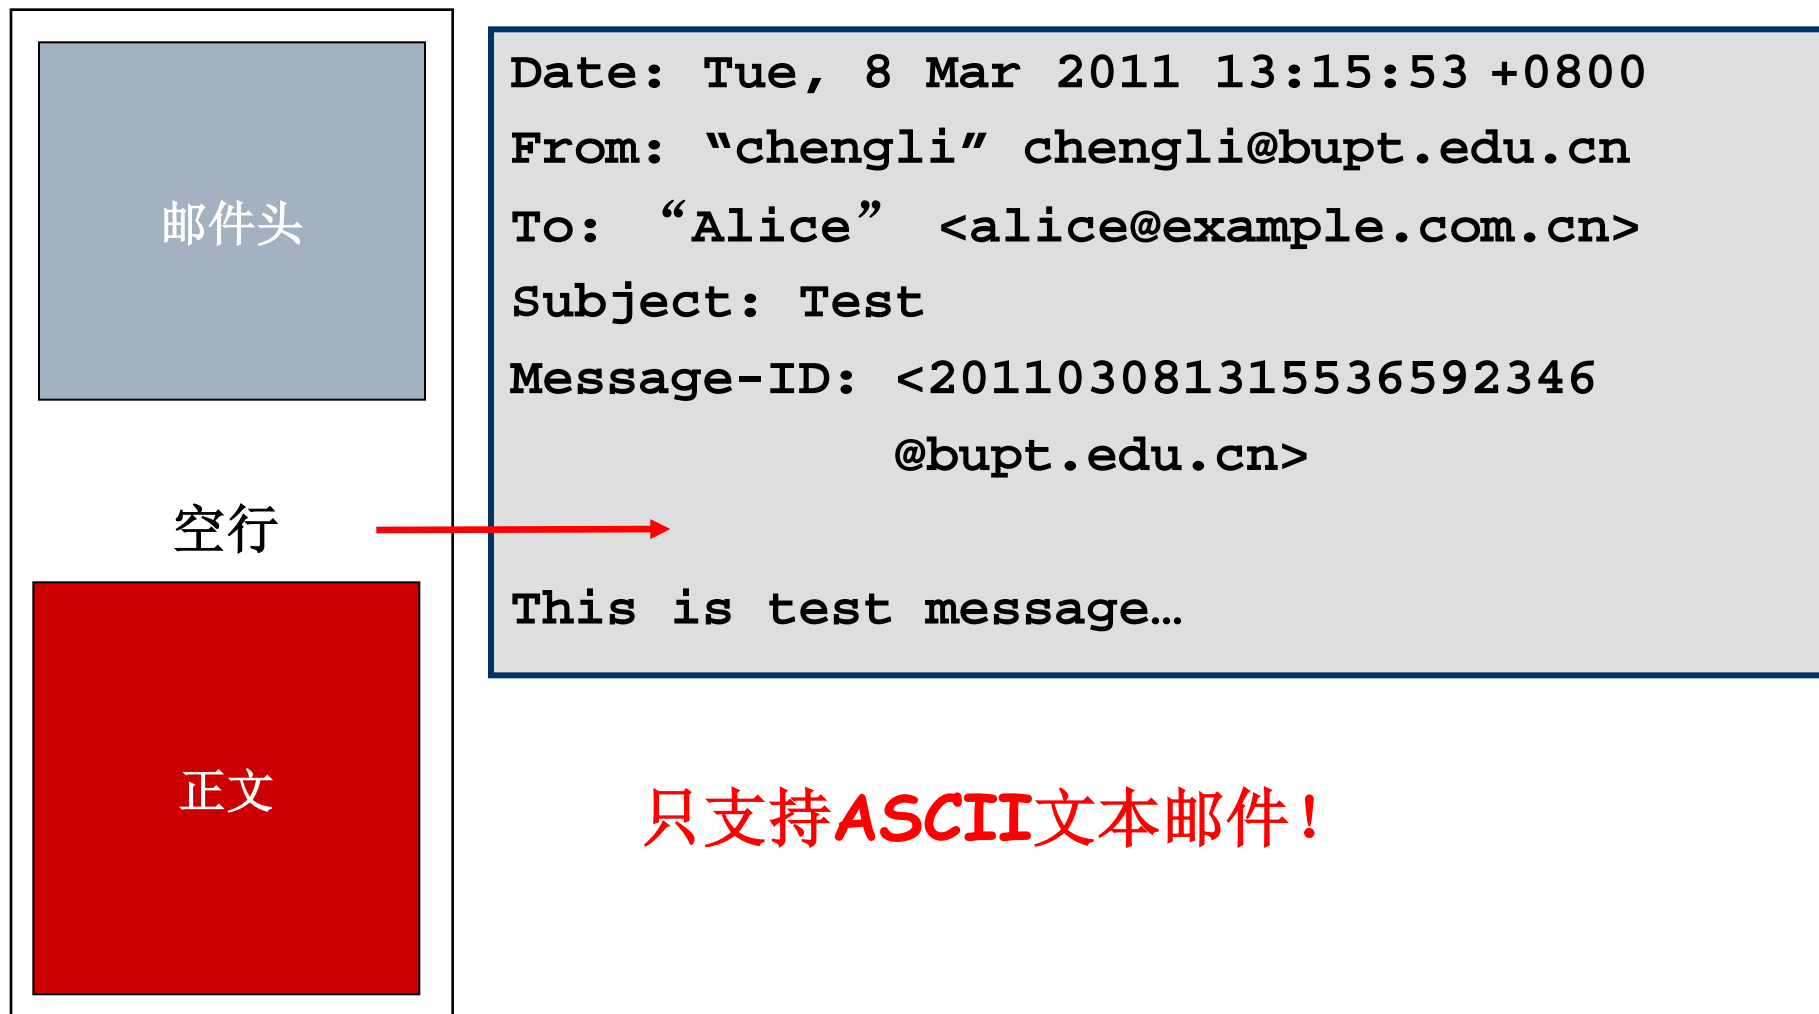 邮件头
空行
正文
Date: Tue, 8 Mar 2011 13:15:53 +0800
From: “chengli” chengli@bupt.edu.cn
To: “Alice” <alice@example.com.cn>
Subject: Test
Message-ID: <201103081315536592346
@bupt.edu.cn>
This is test message…
只支持ASCII文本邮件！